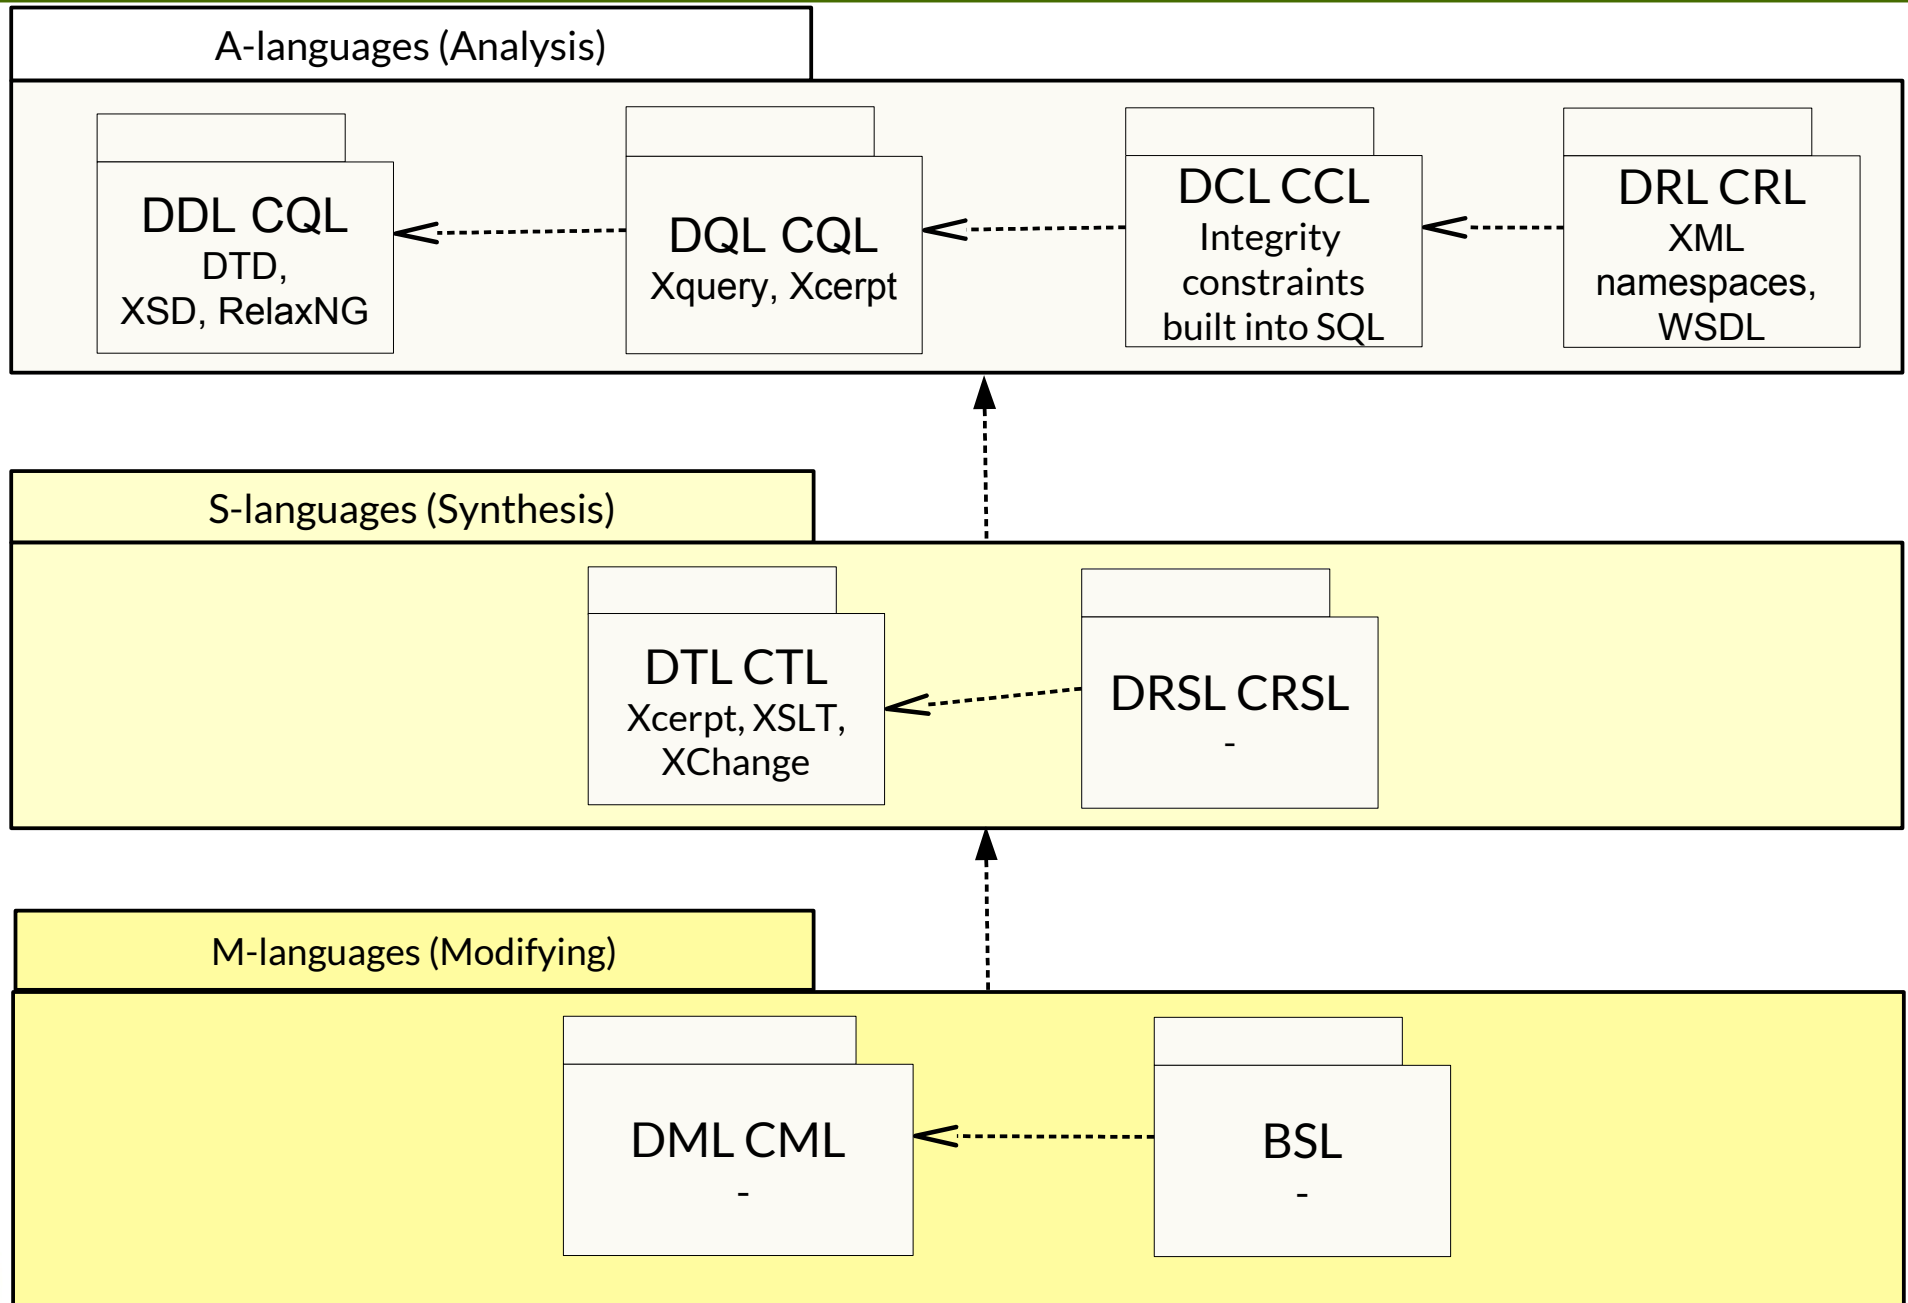 A-languages (Analysis)
DDL CQL
DTD,
XSD, RelaxNG
DQL CQL
Xquery, Xcerpt
DCL CCL
Integrity
constraints
built into SQL
DRL CRL
XML
namespaces,
WSDL
S-languages (Synthesis)
DTL CTL
Xcerpt, XSLT,
XChange
DRSL CRSL
-
M-languages (Modifying)
DML CML
-
BSL
-